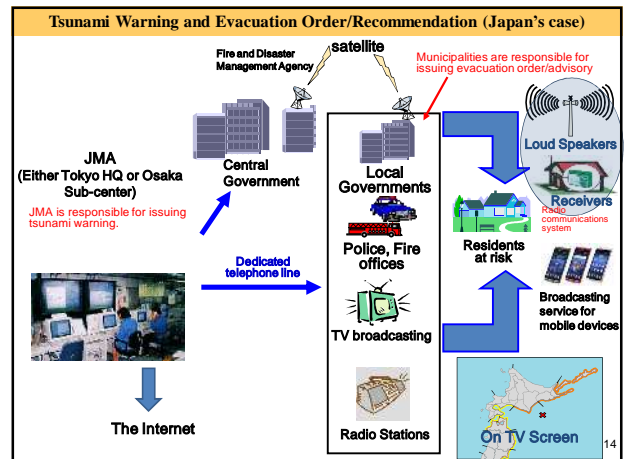 Tsunami Warning and Evacuation Order/Recommendation (Japan's case)
Fire and Disaster
Management Agency
satellite
Municipalities are responsible for
issuing evacuation order/advisory
JMA
(Either Tokyo HQ or Osaka
Sub-center)
JMA is responsible for issuing
tsunami warning.
Central
Government
Local
Governments
Loud Speakers
Receivers
Radio
communications
system
Police, Fire
offices
Residents
at risk
Dedicated
telephone line
TV broadcasting
Broadcasting
service for
mobile devices
The Internet
Radio Stations
On TV Screen
14